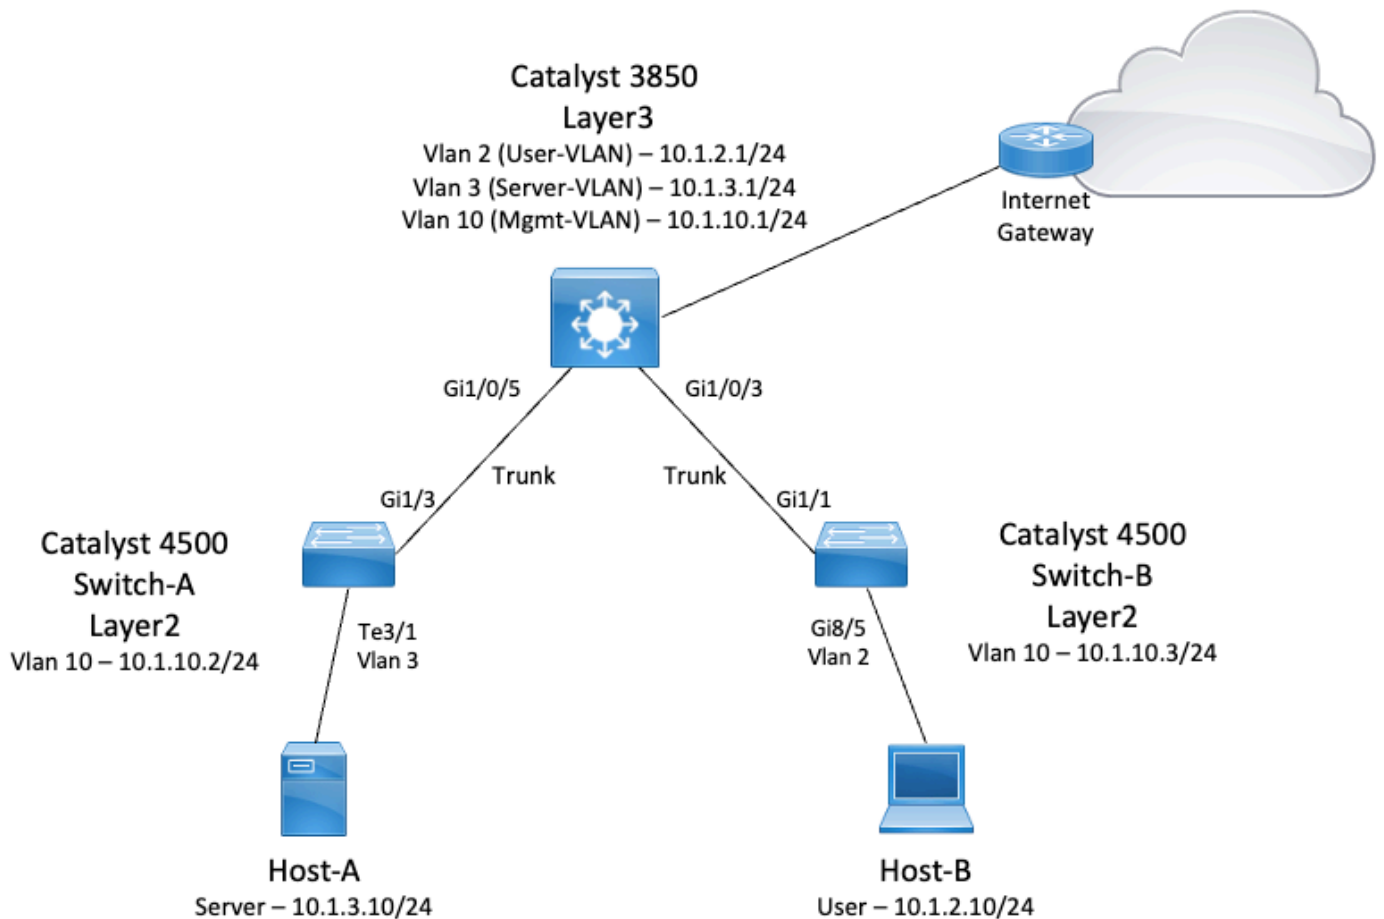 Catalyst 3850
Layer3
Vlan 2 (User-VLAN) – 10.1.2.1/24
Vlan 3 (Server-VLAN) – 10.1.3.1/24
Vlan 10 (Mgmt-VLAN) – 10.1.10.1/24
Internet
Gateway
Gi1/0/5
Gi1/0/3
Trunk
Trunk
Gi1/3
Gi1/1
Catalyst 4500
Switch-A
Layer2
Vlan 10 – 10.1.10.2/24
Catalyst 4500
Switch-B
Layer2
Vlan 10 – 10.1.10.3/24
Te3/1
Vlan 3
Gi8/5
Vlan 2
Host-A
Server – 10.1.3.10/24
Host-B
User – 10.1.2.10/24